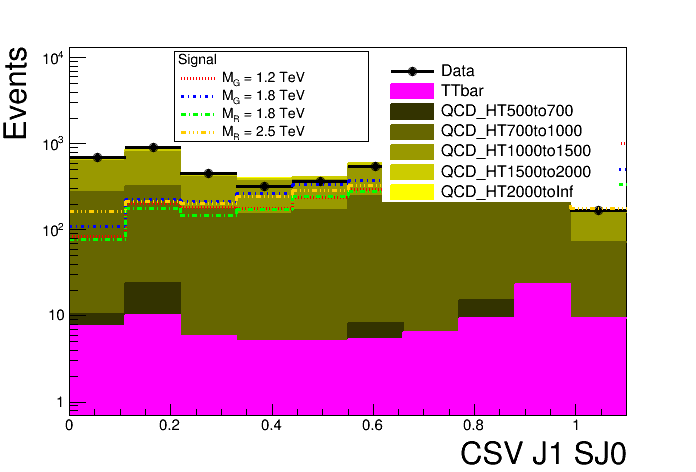 Events
10^4
10^3
10^2
10
1
Signal
M_G = 1.2 TeV
M_G = 1.8 TeV
M_R = 1.8 TeV
M_R = 2.5 TeV
Data
TTbar
QCD_HT500to700
QCD_HT700to1000
QCD_HT1000to1500
QCD_HT1500to2000
QCD_HT2000toInf
0 0.2 0.4 0.6 0.8 1
CSV J1 SJ0